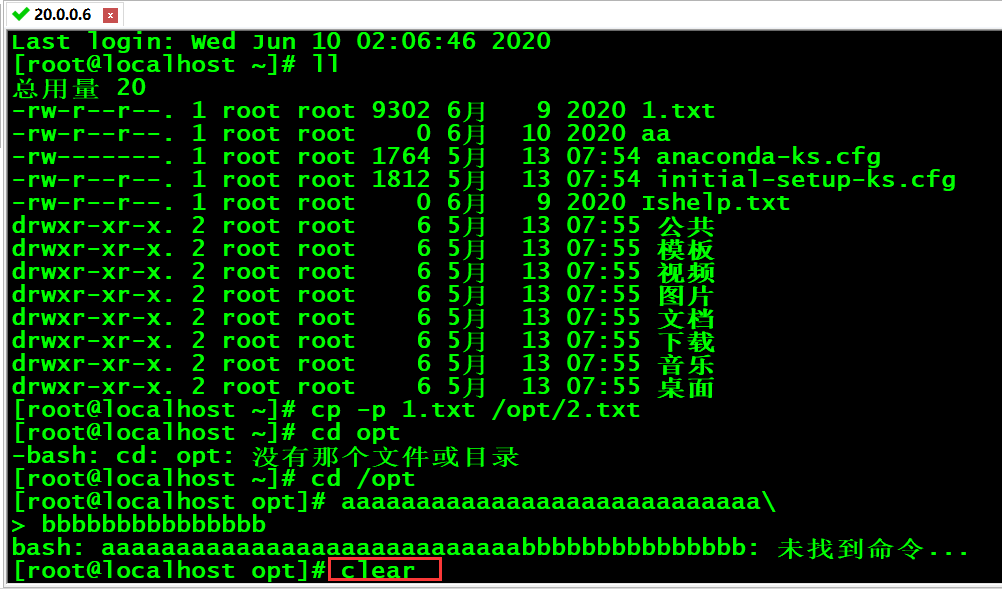 20.0.0.6
Last login: Wed Jun 10 02:06:46 2020
[root@localhost ~]# ll
总用量 20
-rw-r--r--. 1 root root 9302 6月   9 2020 1.txt
-rw-r--r--. 1 root root    0 6月  10 2020 aa
-rw-------. 1 root root 1764 5月  13 07:54 anaconda-ks.cfg
-rw-r--r--. 1 root root 1812 5月  13 07:54 initial-setup-ks.cfg
-rw-r--r--. 1 root root    0 6月   9 2020 Ishelp.txt
drwxr-xr-x. 2 root root    6 5月  13 07:55 公共
drwxr-xr-x. 2 root root    6 5月  13 07:55 模板
drwxr-xr-x. 2 root root    6 5月  13 07:55 视频
drwxr-xr-x. 2 root root    6 5月  13 07:55 图片
drwxr-xr-x. 2 root root    6 5月  13 07:55 文档
drwxr-xr-x. 2 root root    6 5月  13 07:55 下载
drwxr-xr-x. 2 root root    6 5月  13 07:55 音乐
drwxr-xr-x. 2 root root    6 5月  13 07:55 桌面
[root@localhost ~]# cp -p 1.txt /opt/2.txt
[root@localhost ~]# cd opt
-bash: cd: opt: 没有那个文件或目录
[root@localhost ~]# cd /opt
[root@localhost opt]# aaaaaaaaaaaaaaaaaaaaaaaaaaaa\
> bbbbbbbbbbbbbbb
bash: aaaaaaaaaaaaaaaaaaaaaaaaaaaabbbbbbbbbbbbbbb: 未找到命令...
[root@localhost opt]# clear